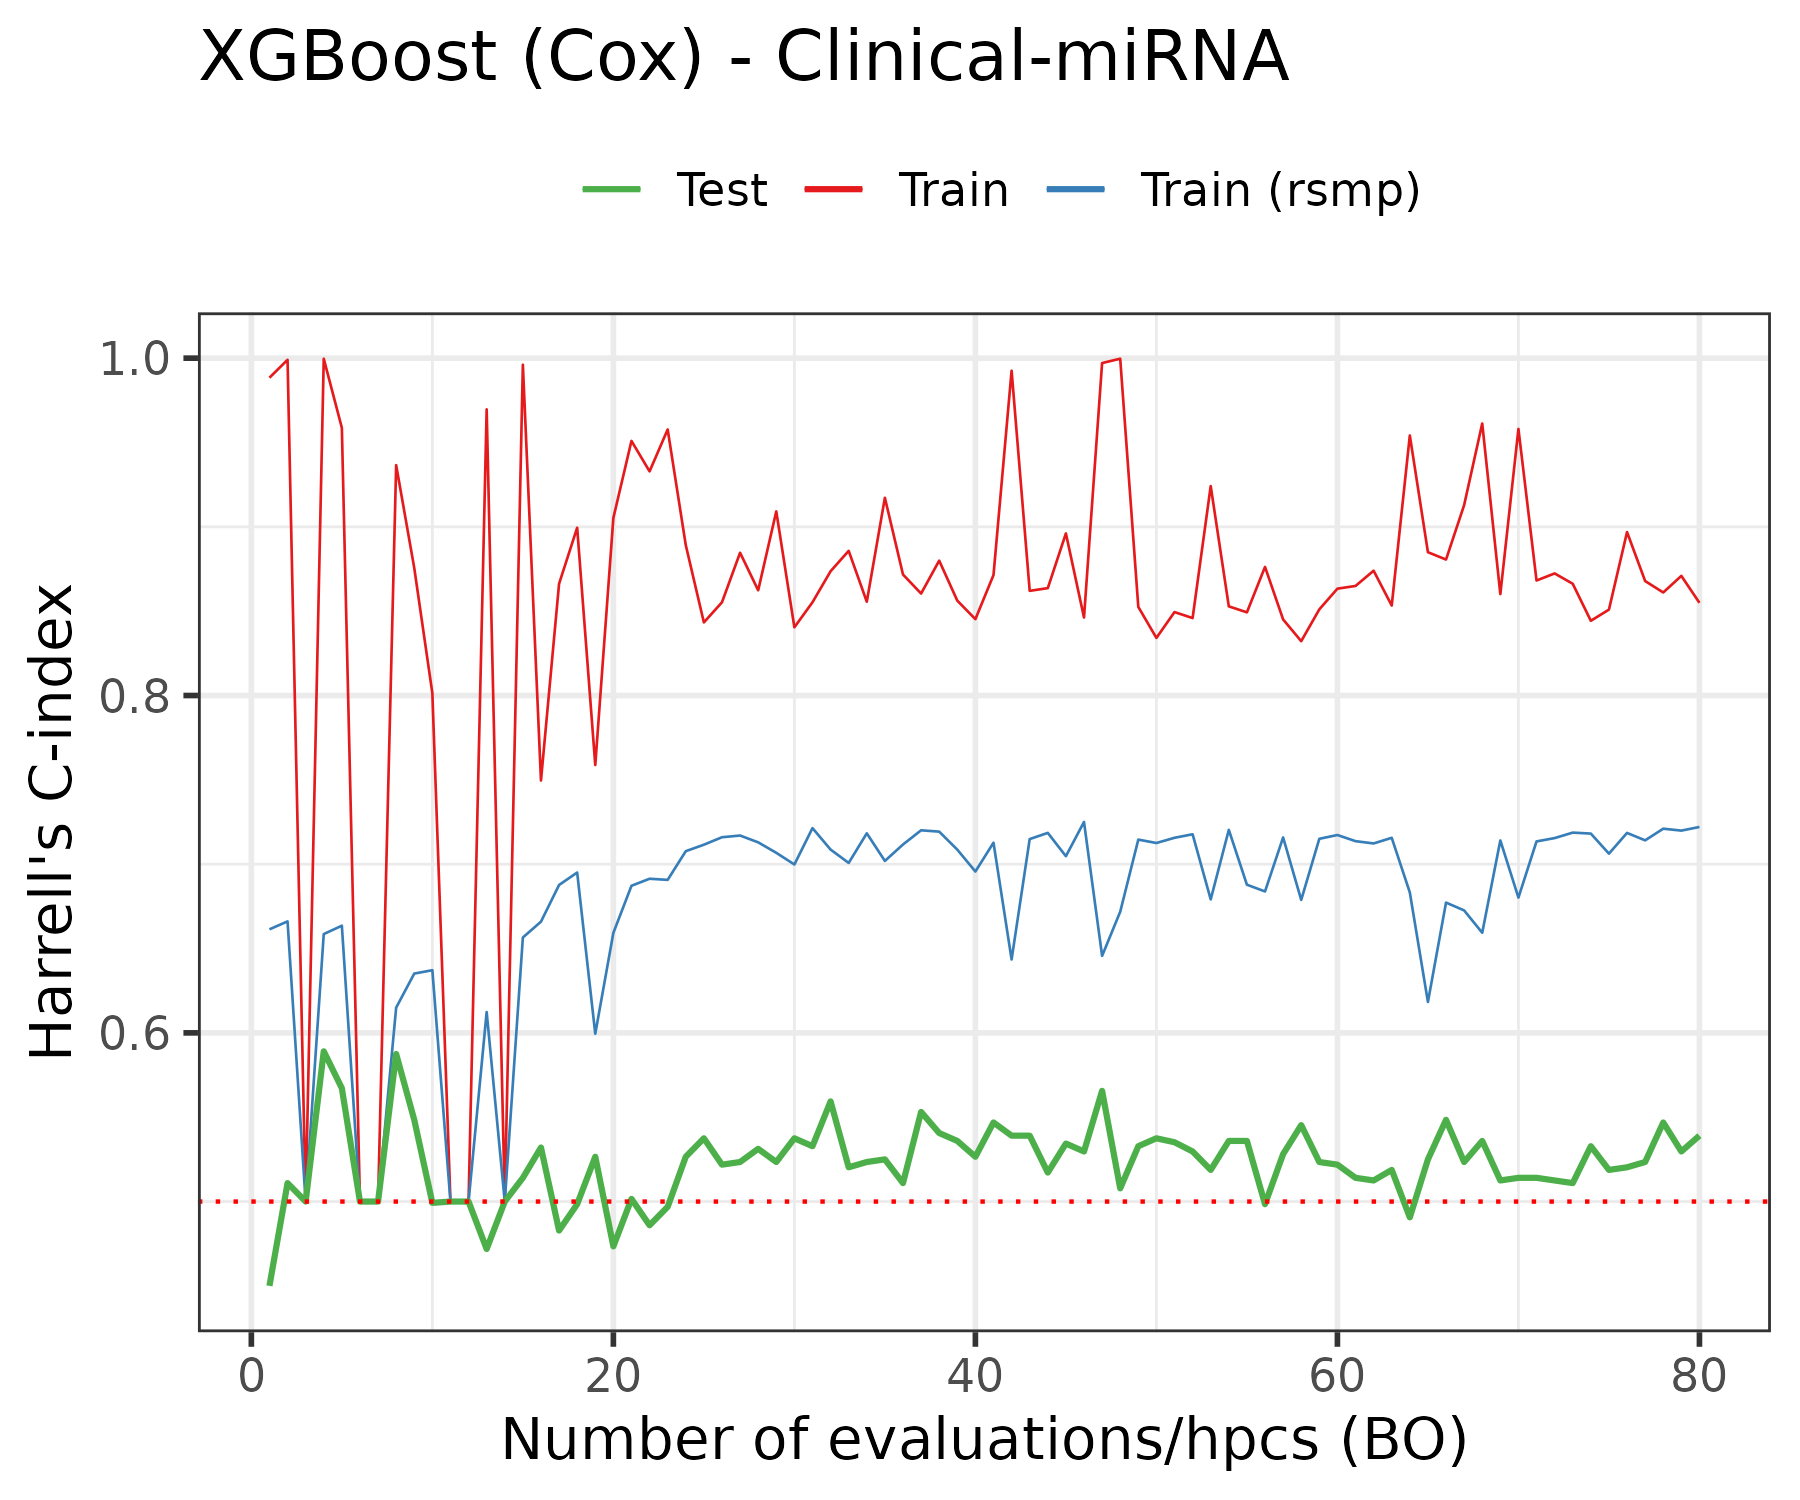 XGBoost (Cox) - Clinical-miRNA
Test Train Train (rsmp)
Harrell's C-index
1.0
0.8
0.6
0 20 40 60 80
Number of evaluations/hpcs (BO)